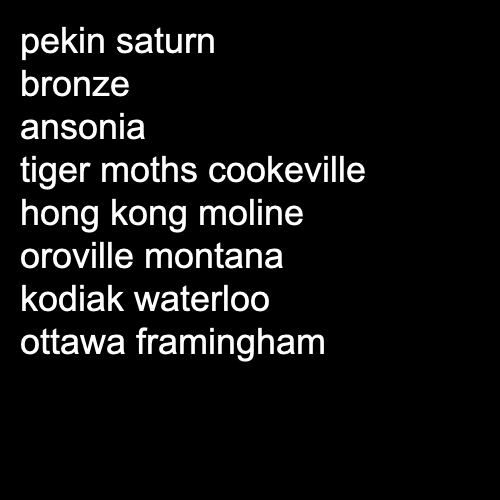 pekin saturn
bronze
ansonia
tiger moths cookeville
hong kong moline
oroville montana
kodiak waterloo
ottawa framingham